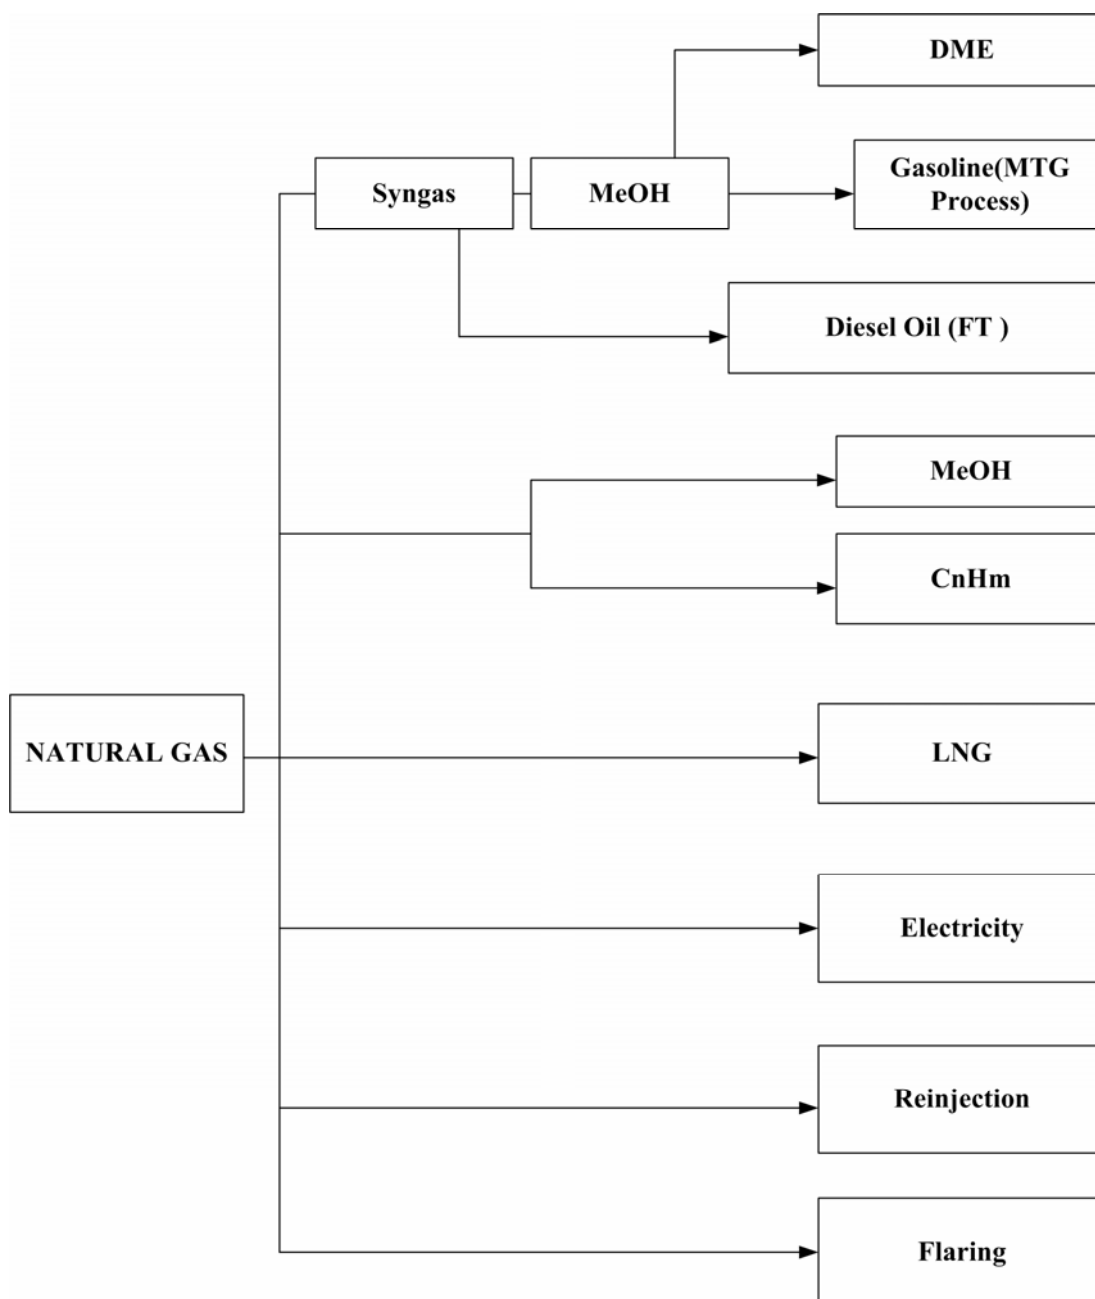 DME
Syngas
MeOH
Gasoline(MTG
Process)
Diesel Oil (FT )
MeOH
CnHm
NATURAL GAS
LNG
Electricity
Reinjection
Flaring